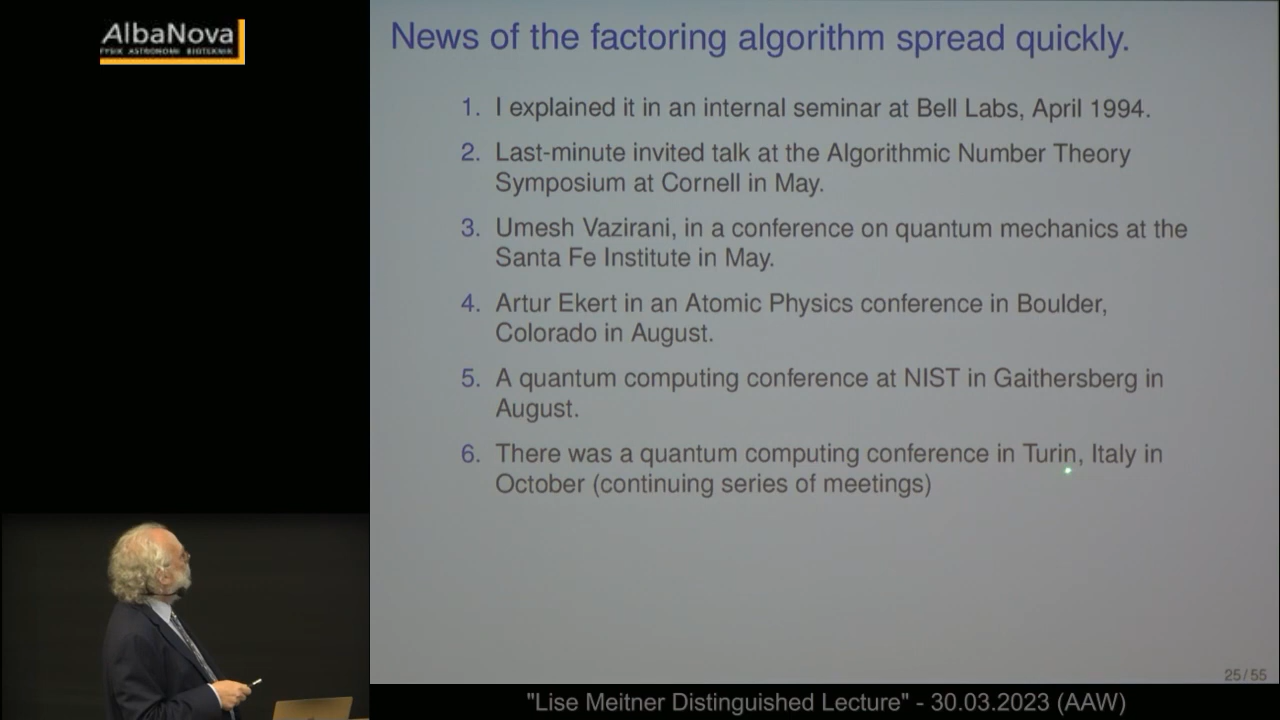 AlbaNova
FYSIK ASTRONOMI BIOTEKNIK
News of the factoring algorithm spread quickly.
1. I explained it in an internal seminar at Bell Labs, April 1994.
2. Last-minute invited talk at the Algorithmic Number Theory
Symposium at Cornell in May.
3. Umesh Vazirani, in a conference on quantum mechanics at the
Santa Fe Institute in May.
4. Artur Ekert in an Atomic Physics conference in Boulder,
Colorado in August.
5. A quantum computing conference at NIST in Gaithersberg in
August.
6. There was a quantum computing conference in Turin, Italy in
October (continuing series of meetings)
25/55
"Lise Meitner Distinguished Lecture" - 30.03.2023 (AAW)